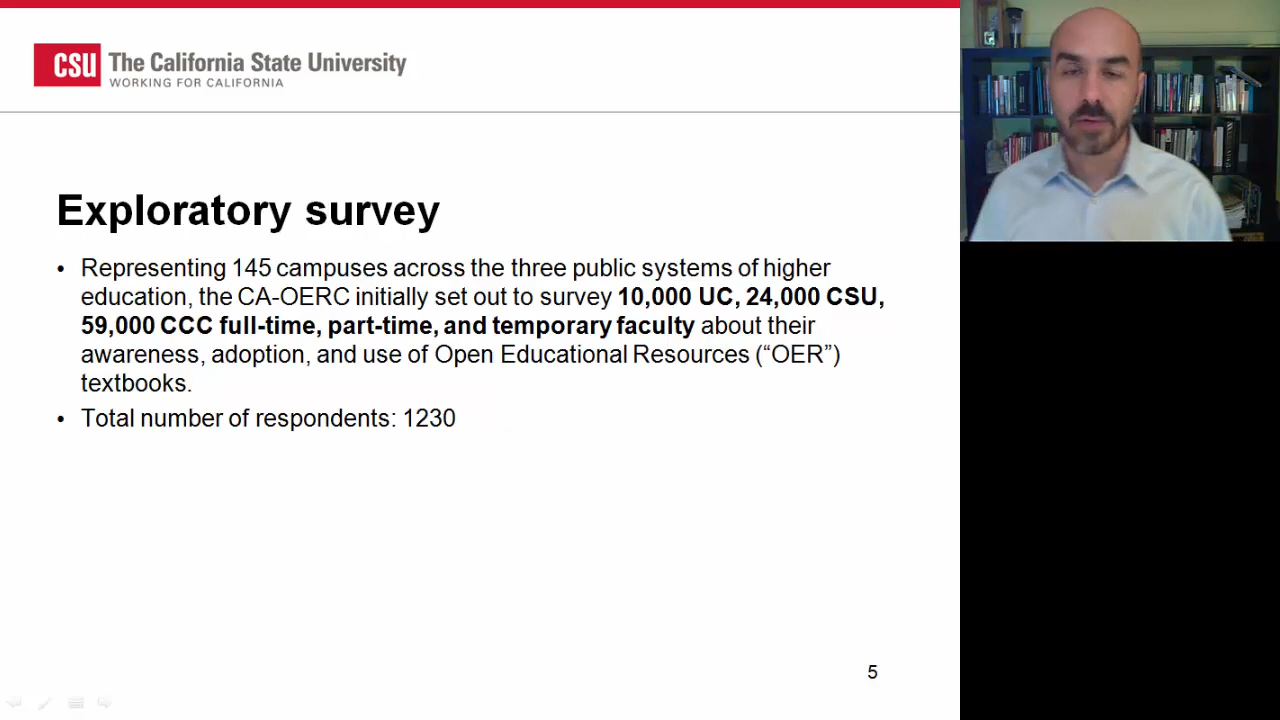 CSU The California State University
WORKING FOR CALIFORNIA
Exploratory survey
• Representing 145 campuses across the three public systems of higher
education, the CA-OERC initially set out to survey 10,000 UC, 24,000 CSU,
59,000 CCC full-time, part-time, and temporary faculty about their
awareness, adoption, and use of Open Educational Resources (“OER”)
textbooks.
• Total number of respondents: 1230
5